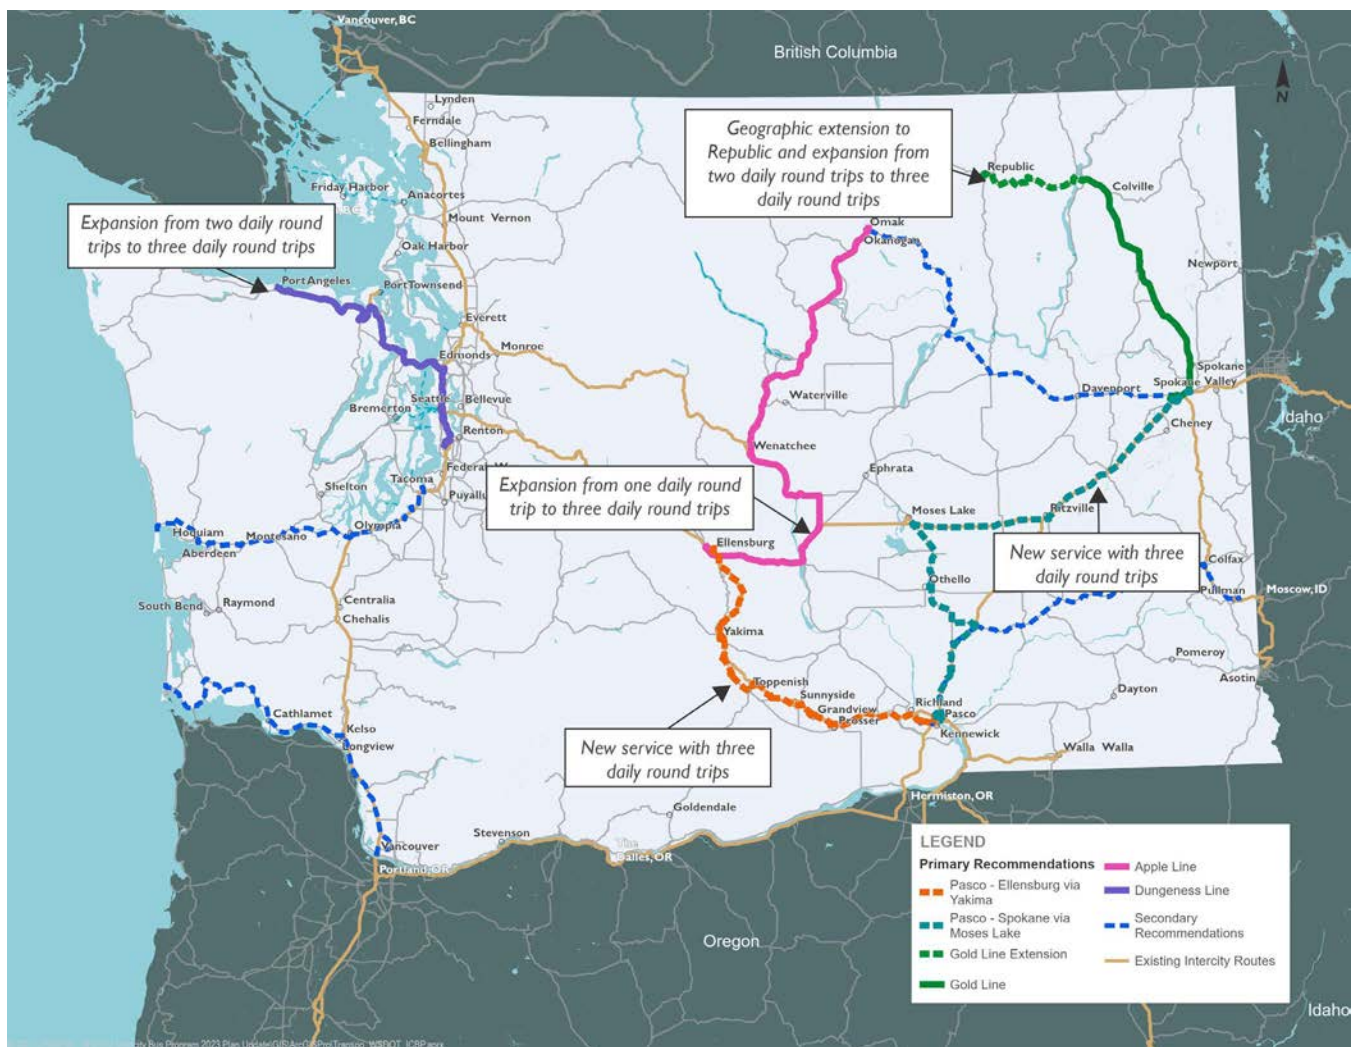 Vancouver, BC
British Columbia
N
Lynden
Ferndale
Bellingham
Friday Harbor
Anacortes
Mount Vernon
Oak Harbor
Geographic extension to
Republic and expansion from
two daily round trips to three
daily round trips
Republic
Colville
Omak
Okanogan
Newport
Expansion from two daily round
trips to three daily round trips
Port Angeles
Port Townsend
Everett
Monroe
Edmonds
Seattle
Bellevue
Bremerton
Renton
Waterville
Wenatchee
Davenport
Spokane
Spokane Valley
Idaho
Cheney
Shelton
Tacoma
Ephrata
Expansion from one daily round
trip to three daily round trips
Moses Lake
Ritzville
Hoquiam
Montesano
Olympia
Aberdeen
Ellensburg
New service with three
daily round trips
Othello
Colfax
Pullman
Moscow, ID
South Bend
Raymond
Centralia
Chehalis
Yakima
Pomeroy
Asotin
Toppenish
Sunnyside
Grandview
Prosser
Richland
Pasco
Kennewick
Dayton
Walla Walla
Cathlamet
Kelso
Longview
New service with three
daily round trips
Hermiston, OR
Goldendale
Stevenson
The
Dalles, OR
Vancouver
Portland, OR
Oregon
Idaho
LEGEND
Primary Recommendations
Pasco - Ellensburg via
Yakima
Pasco - Spokane via
Moses Lake
Gold Line Extension
Gold Line
Apple Line
Dungeness Line
Secondary
Recommendations
Existing Intercity Routes